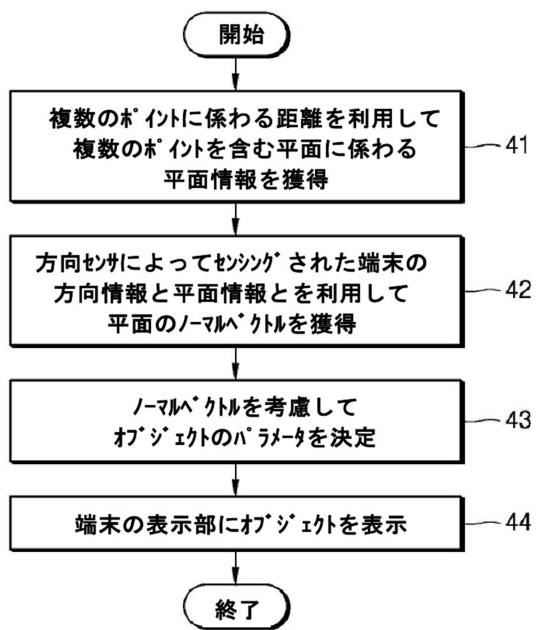 開始
複数のﾎﾟｲﾝﾄに係わる距離を利用して
複数のﾎﾟｲﾝﾄを含む平面に係わる
平面情報を獲得
41
方向ｾﾝｻによってｾﾝｼﾝｸﾞされた端末の
方向情報と平面情報とを利用して
平面のﾉｰﾏﾙﾍﾞｸﾄﾙを獲得
42
ﾉｰﾏﾙﾍﾞｸﾄﾙを考慮して
ｵﾌﾞｼﾞｪｸﾄのﾊﾟﾗﾒｰﾀを決定
43
端末の表示部にｵﾌﾞｼﾞｪｸﾄを表示
44
終了